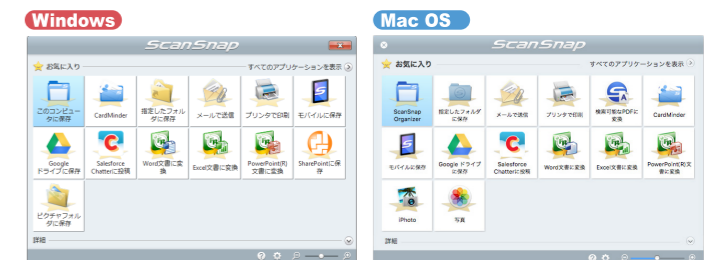 Windows
Mac OS
ScanSnap
お気に入り
すべてのアプリケーションを表示
このコンピュー
タに保存
CardMinder
指定したフォル
ダに保存
メールで送信
プリンタで印刷
モバイルに保存
Google
ドライブに保存
Salesforce
Chatterに投稿
Word文書に変
換
Excel文書に変換
PowerPoint(R)
文書に変換
SharePointに保
存
ピクチャフォル
ダに保存
詳細
ScanSnap
お気に入り
すべてのアプリケーションを表示
ScanSnap
Organizer
指定したフォルダ
に保存
メールで送信
プリンタで印刷
検索可能なPDFに
変換
CardMinder
モバイルに保存
Google ドライブ
に保存
Salesforce
Chatterに投稿
Word文書に変換
Excel文書に変換
PowerPoint(R)文
書に変換
iPhoto
写真
詳細